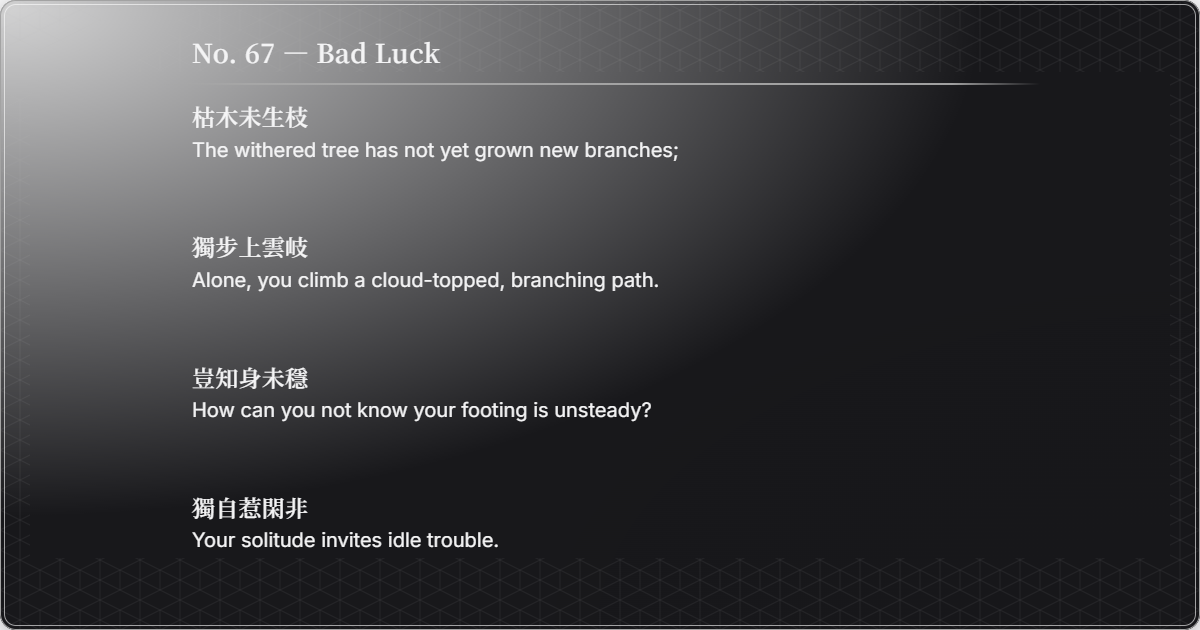 No. 67 — Bad Luck
枯木未生枝
The withered tree has not yet grown new branches;
獨步上雲岐
Alone, you climb a cloud-topped, branching path.
豈知身未穩
How can you not know your footing is unsteady?
獨自惹閑非
Your solitude invites idle trouble.